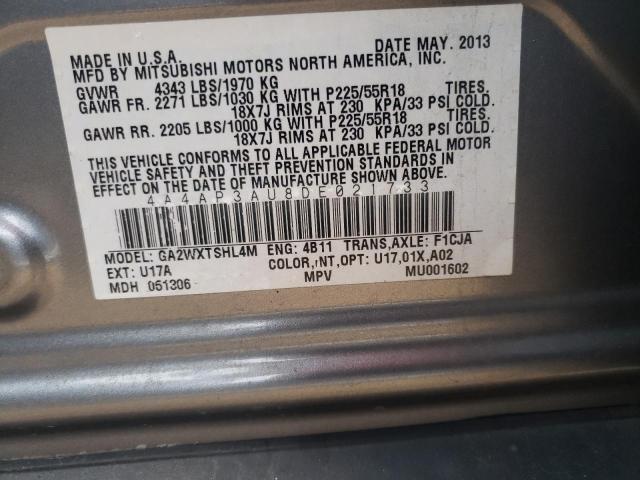 MADE IN U.S.A. DATE MAY. 2013
MFD BY MITSUBISHI MOTORS NORTH AMERICA, INC.
GVWR 4343 LBS/1970 KG
GAWR FR. 2271 LBS/1030 KG WITH P225/55R18 TIRES.
18X7J RIMS AT 230 KPA/33 PSI COLD.
GAWR RR. 2205 LBS/1000 KG WITH P225/55R18 TIRES.
18X7J RIMS AT 230 KPA/33 PSI COLD.
THIS VEHICLE CONFORMS TO ALL APPLICABLE FEDERAL MOTOR
VEHICLE SAFETY AND THEFT PREVENTION STANDARDS IN
EFFECT ON THE DATE OF MANUFACTURE SHOWN ABOVE.
4A4AP3AU8DE021733
MODEL: GA2WXTSHL4M ENG: 4B11 TRANS,AXLE: F1CJA
EXT: U17A COLOR,INT,OPT: U17,01X,A02
MDH 051306 MPV MU001602